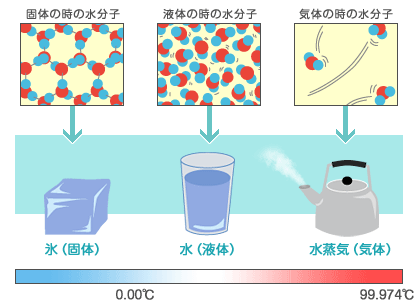 固体の時の水分子
液体の時の水分子
気体の時の水分子
氷（固体）
水（液体）
水蒸気（気体）
0.00℃
99.974℃